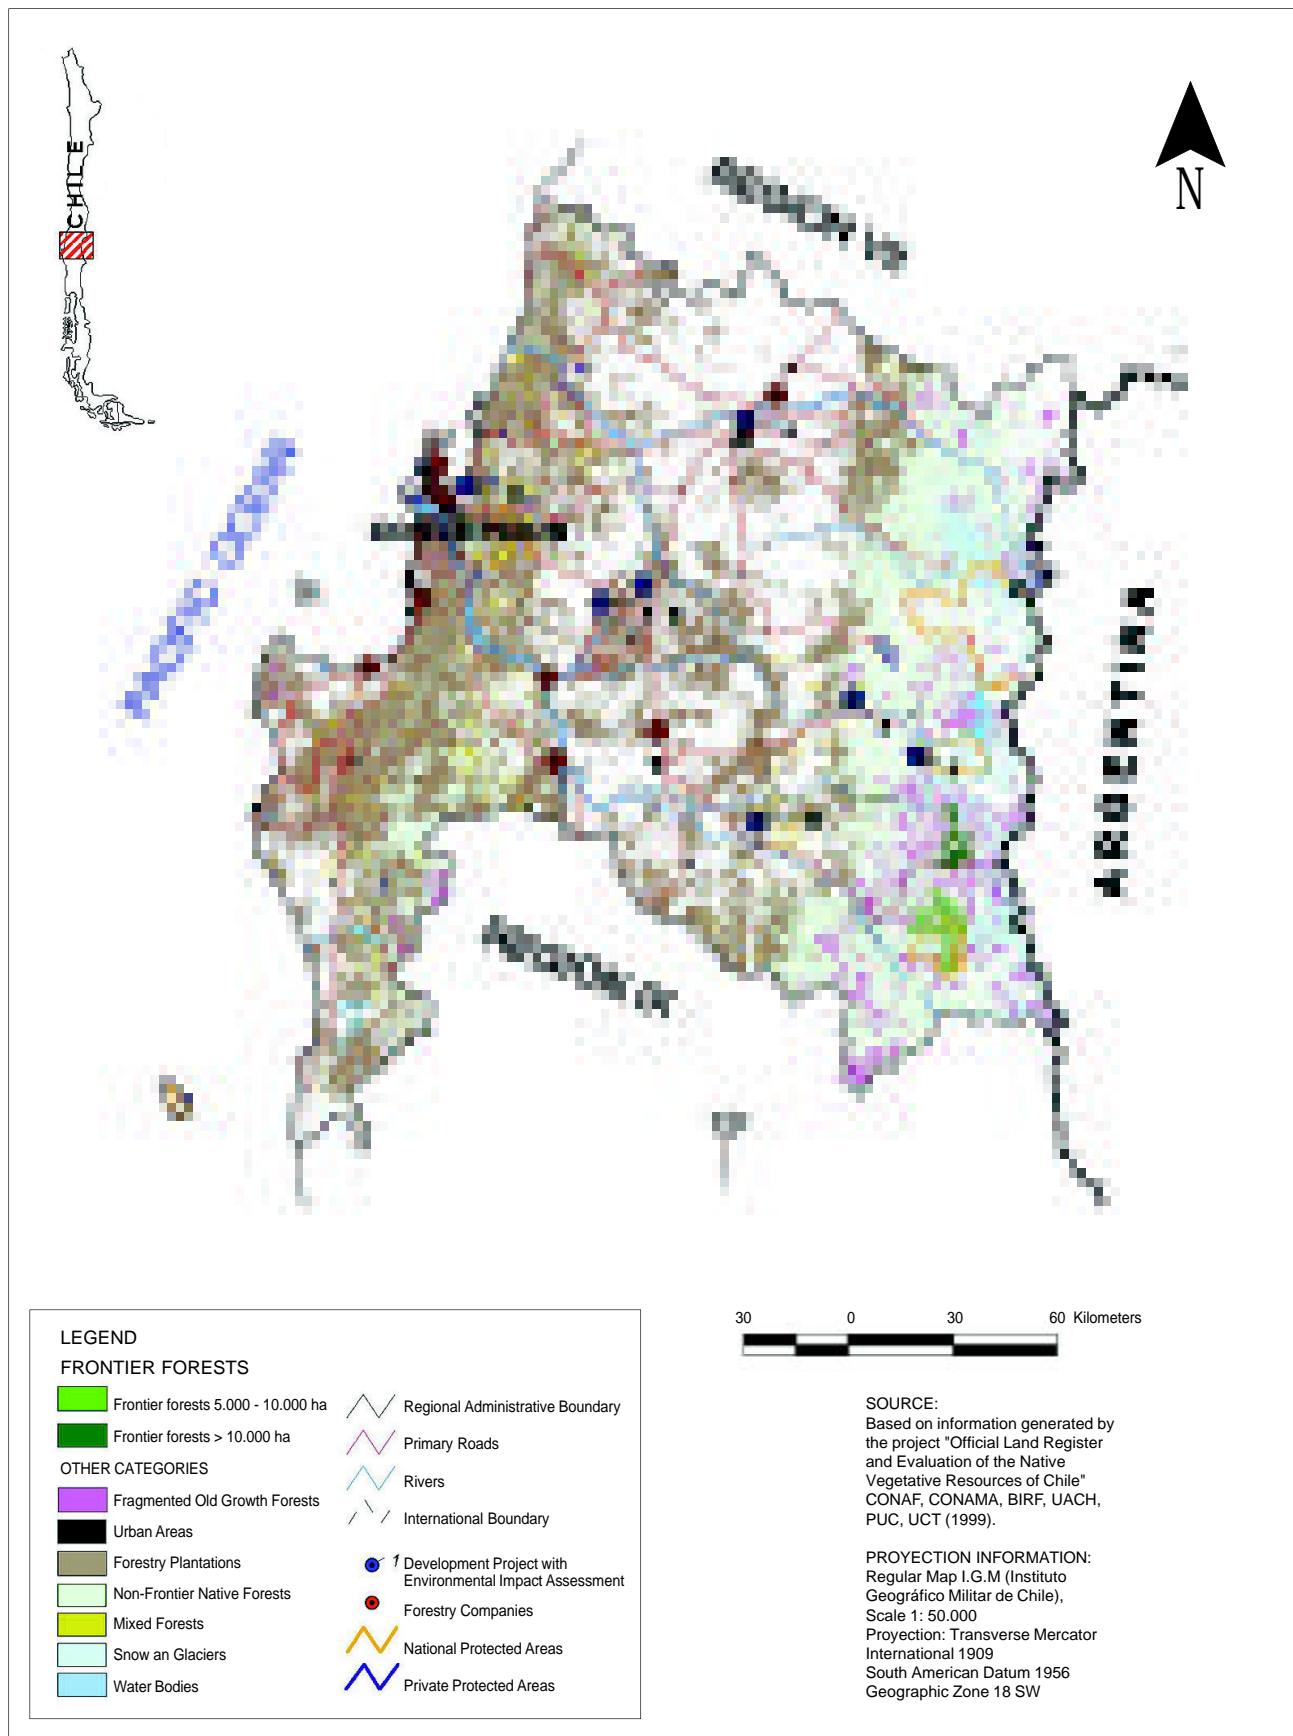 CHILE
N
PACIFIC OCEAN
ARGENTINA
LEGEND
FRONTIER FORESTS
Frontier forests 5.000 - 10.000 ha
Frontier forests > 10.000 ha
OTHER CATEGORIES
Fragmented Old Growth Forests
Urban Areas
Forestry Plantations
Non-Frontier Native Forests
Mixed Forests
Snow an Glaciers
Water Bodies
Regional Administrative Boundary
Primary Roads
Rivers
International Boundary
1 Development Project with
Environmental Impact Assessment
Forestry Companies
National Protected Areas
Private Protected Areas
30 0 30 60 Kilometers
SOURCE:
Based on information generated by
the project "Official Land Register
and Evaluation of the Native
Vegetative Resources of Chile"
CONAF, CONAMA, BIRF, UACH,
PUC, UCT (1999).
PROYECTION INFORMATION:
Regular Map I.G.M (Instituto
Geográfico Militar de Chile),
Scale 1: 50.000
Proyection: Transverse Mercator
International 1909
South American Datum 1956
Geographic Zone 18 SW